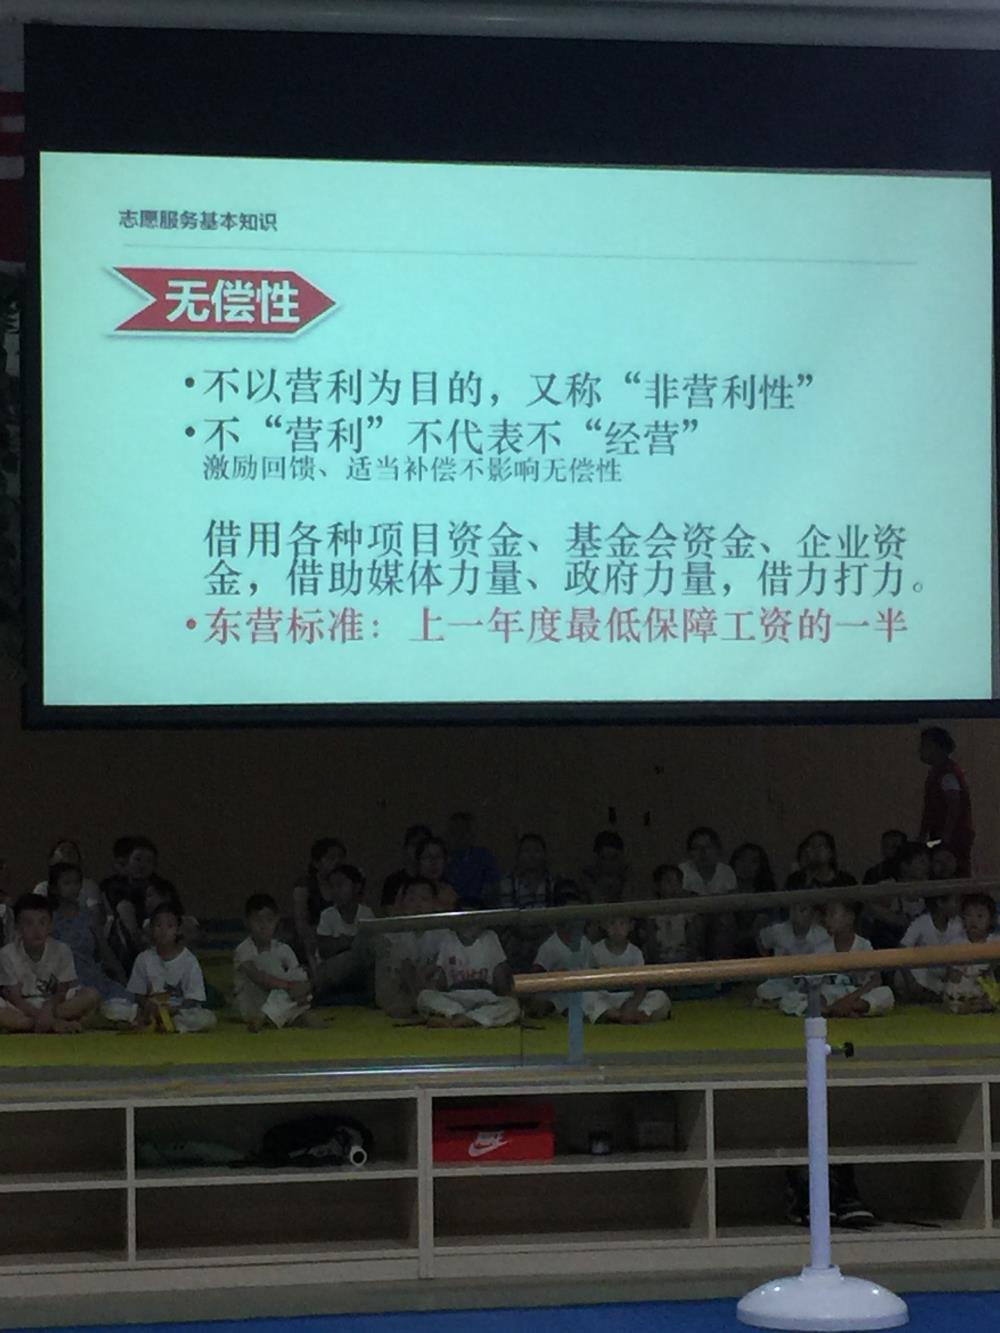 志愿服务基本知识
无偿性
•不以营利为目的，又称“非营利性”
•不“营利”不代表不“经营”
激励回馈、适当补偿不影响无偿性
借用各种项目资金、基金会资金、企业资
金，借助媒体力量、政府力量，借力打力。
•东营标准：上一年度最低保障工资的一半
NIKE